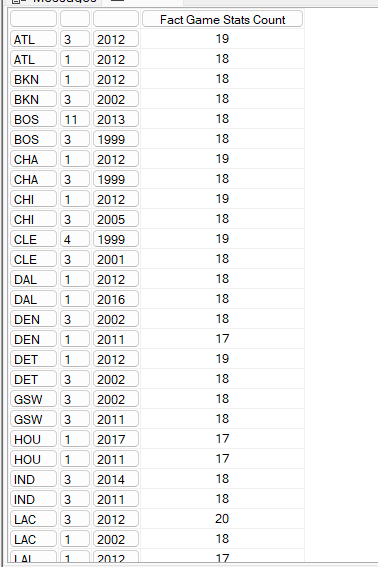 Messages
Fact Game Stats Count
ATL 3 2012 19
ATL 1 2012 18
BKN 1 2012 18
BKN 3 2002 18
BOS 11 2013 18
BOS 3 1999 18
CHA 1 2012 19
CHA 3 1999 18
CHI 1 2012 19
CHI 3 2005 18
CLE 4 1999 19
CLE 3 2001 18
DAL 1 2012 18
DAL 1 2016 18
DEN 3 2002 18
DEN 1 2011 17
DET 1 2012 19
DET 3 2002 18
GSW 3 2002 18
GSW 3 2011 18
HOU 1 2017 17
HOU 1 2011 17
IND 3 2014 18
IND 3 2011 18
LAC 3 2012 20
LAC 1 2002 18
LAL 1 2012 17